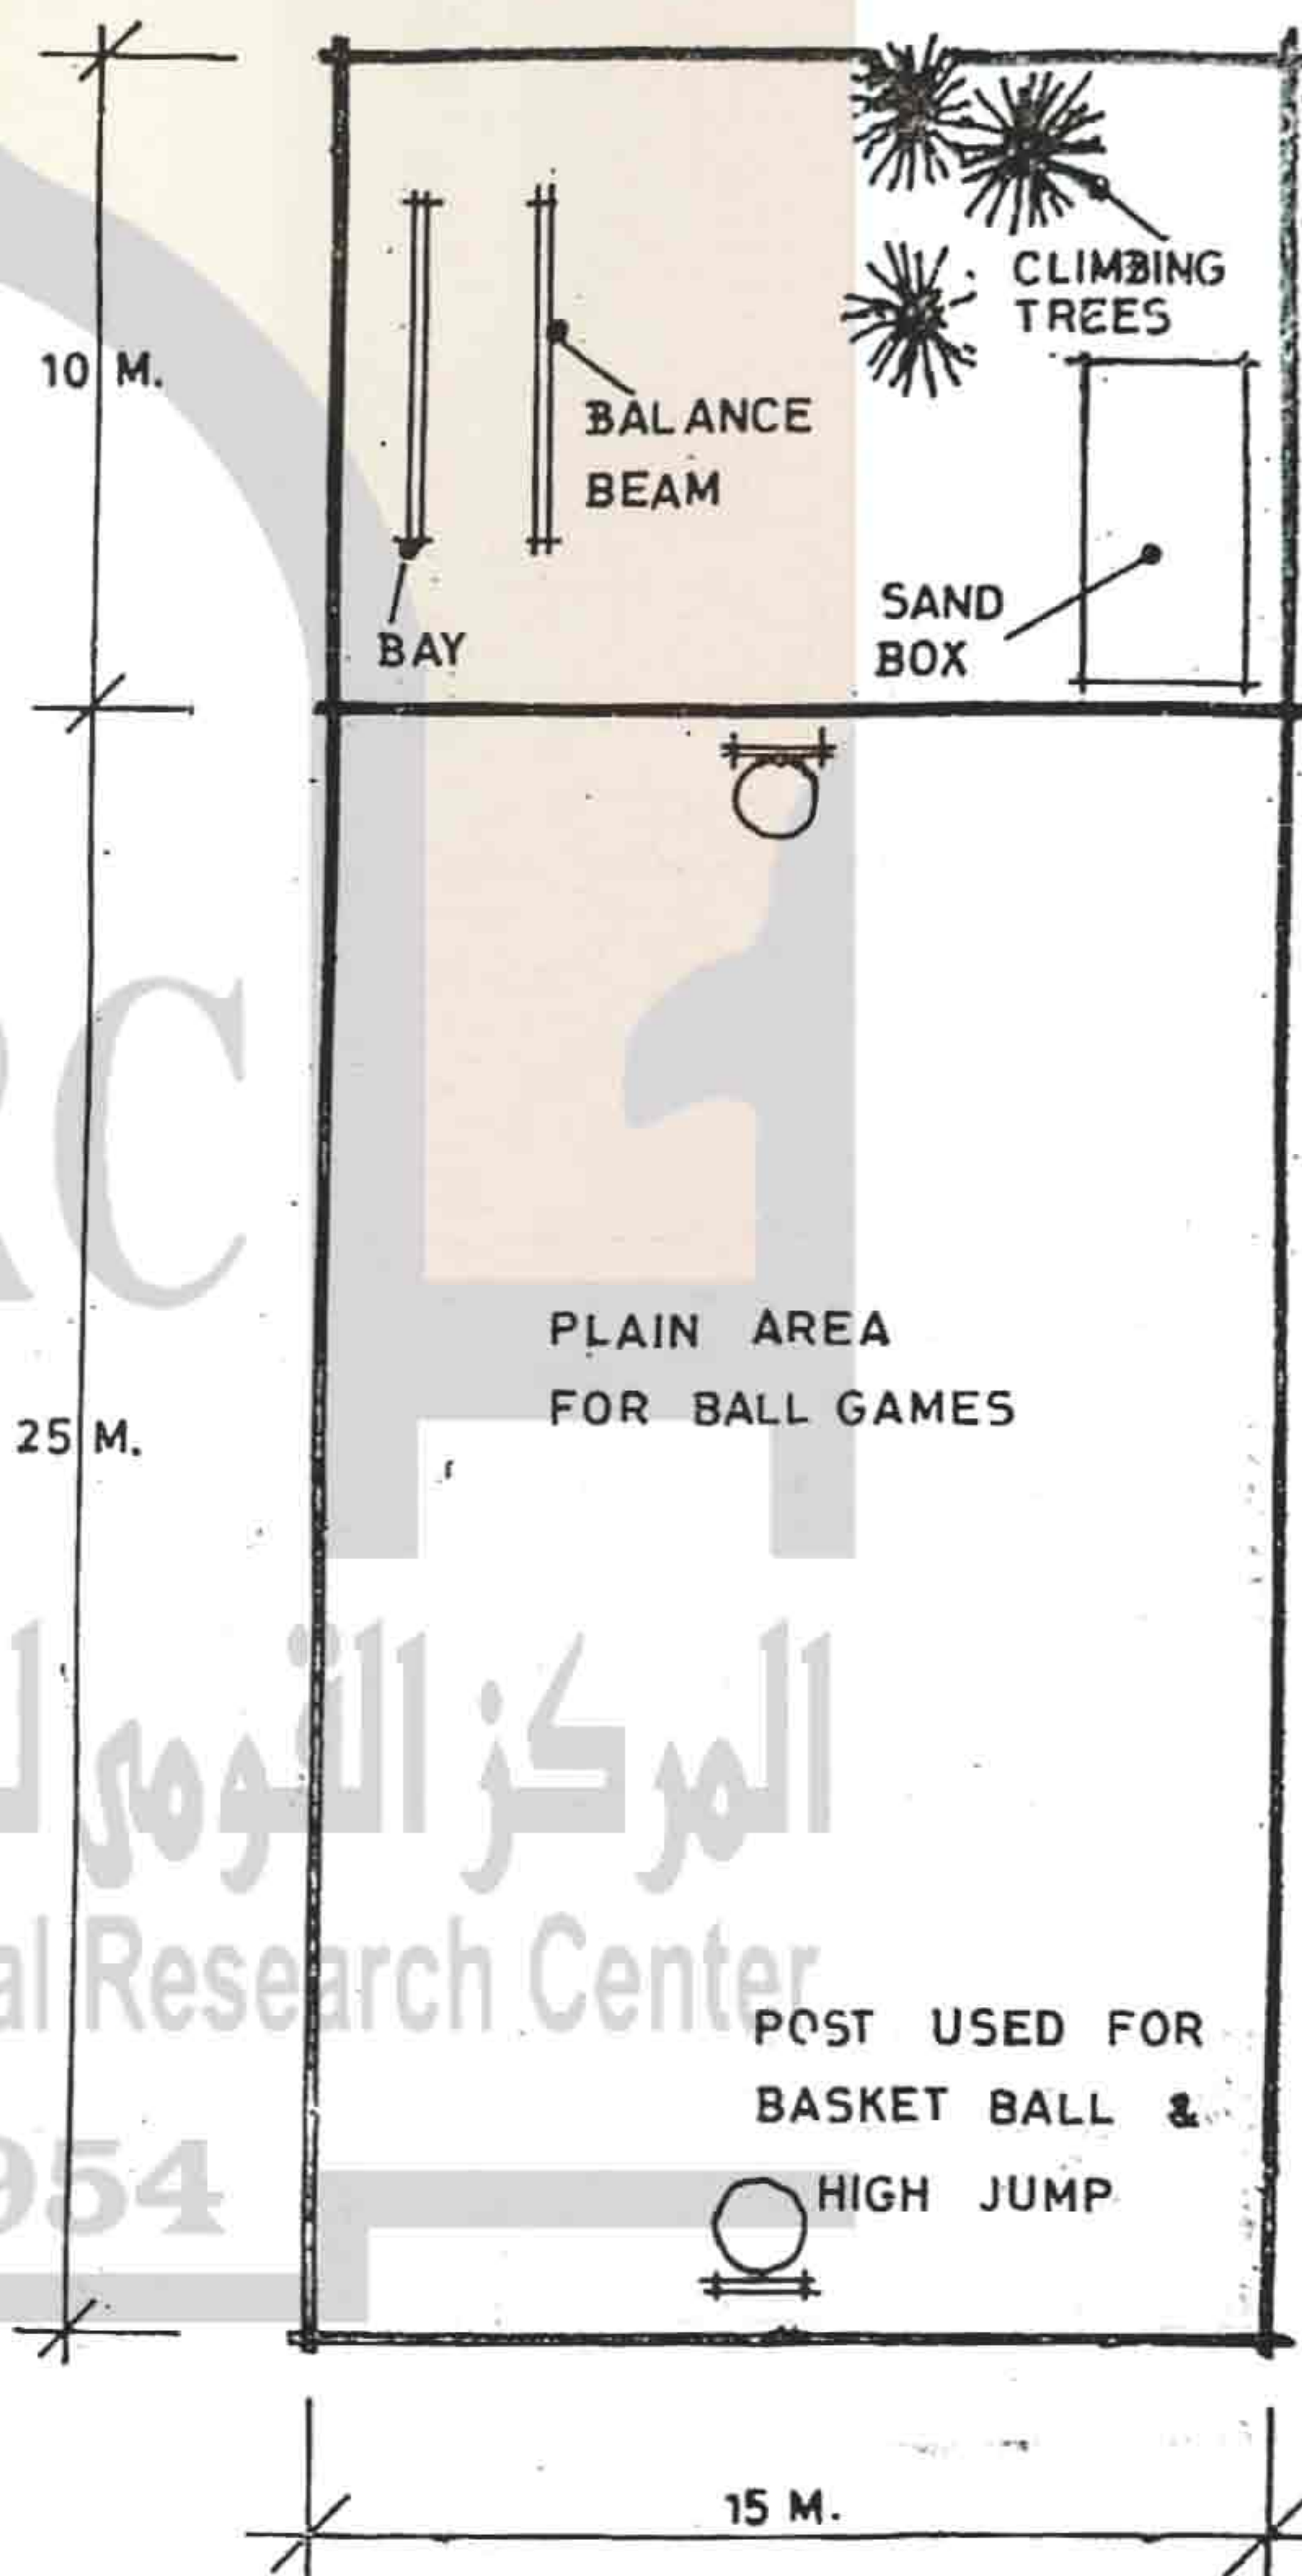 CLIMBING
TREES
10 M.
BALANCE
BEAM
SAND
BOX
BAY
RC
PLAIN AREA
FOR BALL GAMES
25 M.
المركز القومى
al Research Center
POST USED FOR
BASKET BALL &
HIGH JUMP
954
15 M.